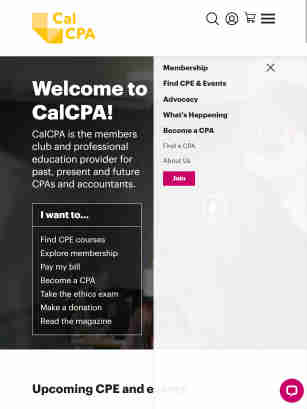 Cal
CPA
Membership
Find CPE & Events
Advocacy
What's Happening
Become a CPA
Find a CPA
About Us
Join
Welcome to
CalCPA!
CalCPA is the members
club and professional
education provider for
past, present and future
CPAs and accountants.
I want to...
Find CPE courses
Explore membership
Pay my bill
Become a CPA
Take the ethics exam
Make a donation
Read the magazine
Upcoming CPE and events